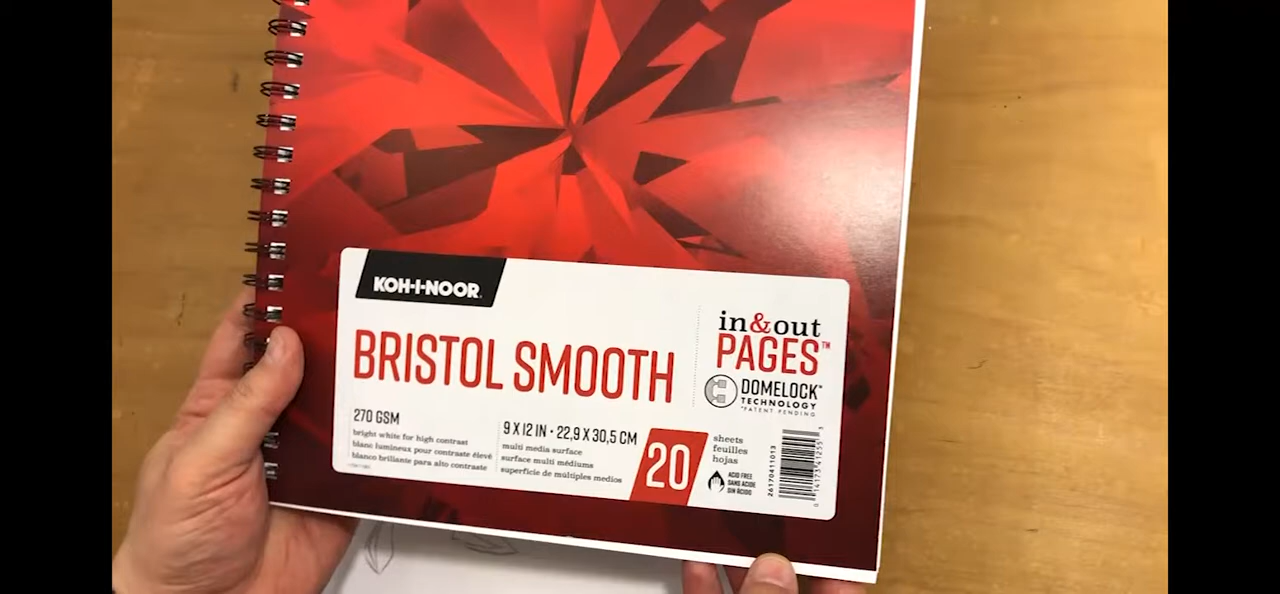 KOH-I-NOOR
BRISTOL SMOOTH
270 GSM
bright white for high contrast
blanc lumineux pour contraste élevé
blanco brillante para alto contraste
9 X 12 IN • 22,9 X 30,5 CM
multi media surface
surface multi médiums
superficie de múltiples medios
20
sheets
feuilles
hojas
in&out
PAGES™
DOMELOCK™
TECHNOLOGY
*PATENT PENDING
ACID FREE
SANS ACIDE
SIN ÁCIDO
26170411013